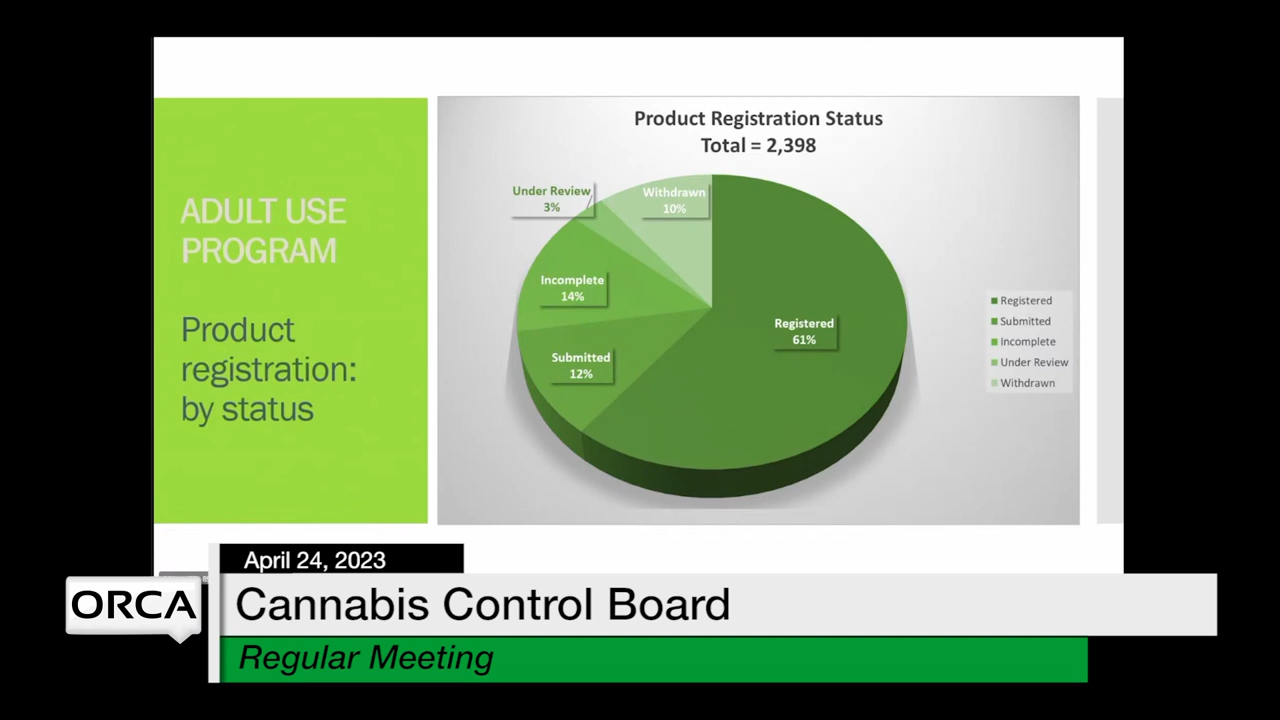 ADULT USE
PROGRAM
Product
registration:
by status
Product Registration Status
Total = 2,398
Under Review
3%
Withdrawn
10%
Incomplete
14%
Submitted
12%
Registered
61%
Registered
Submitted
Incomplete
Under Review
Withdrawn
April 24, 2023
ORCA
Cannabis Control Board
Regular Meeting